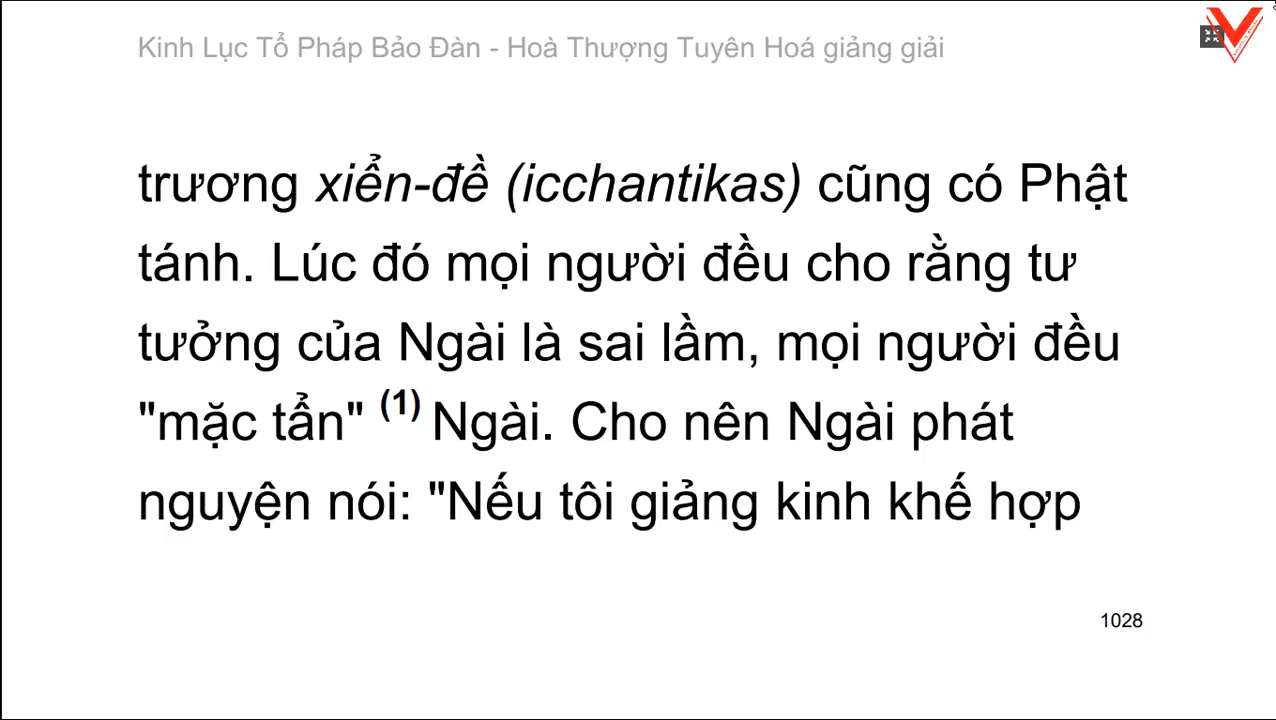 Kinh Lục Tổ Pháp Bảo Đàn - Hoà Thượng Tuyên Hoá giảng giải
trương xiển-đề (icchantikas) cũng có Phật
tánh. Lúc đó mọi người đều cho rằng tư
tưởng của Ngài là sai lầm, mọi người đều
"mặc tẩn" (1) Ngài. Cho nên Ngài phát
nguyện nói: "Nếu tôi giảng kinh khế hợp
1028